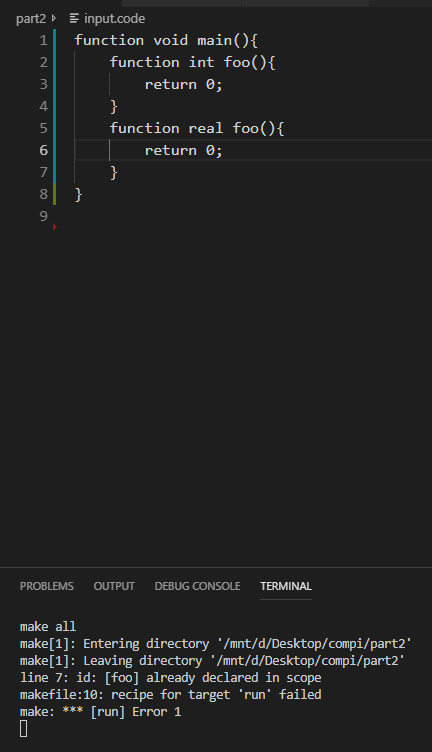 part2 > input.code
1 function void main(){
2     function int foo(){
3         return 0;
4     }
5     function real foo(){
6         return 0;
7     }
8 }
9
PROBLEMS OUTPUT DEBUG CONSOLE TERMINAL
make all
make[1]: Entering directory '/mnt/d/Desktop/compi/part2'
make[1]: Leaving directory '/mnt/d/Desktop/compi/part2'
line 7: id: [foo] already declared in scope
makefile:10: recipe for target 'run' failed
make: *** [run] Error 1